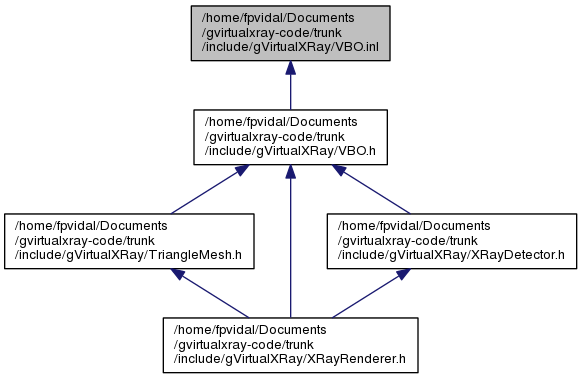 /home/fpvidal/Documents
/gvirtualxray-code/trunk
/include/gVirtualXRay/VBO.inl
/home/fpvidal/Documents
/gvirtualxray-code/trunk
/include/gVirtualXRay/VBO.h
/home/fpvidal/Documents
/gvirtualxray-code/trunk
/include/gVirtualXRay/TriangleMesh.h
/home/fpvidal/Documents
/gvirtualxray-code/trunk
/include/gVirtualXRay/XRayDetector.h
/home/fpvidal/Documents
/gvirtualxray-code/trunk
/include/gVirtualXRay/XRayRenderer.h